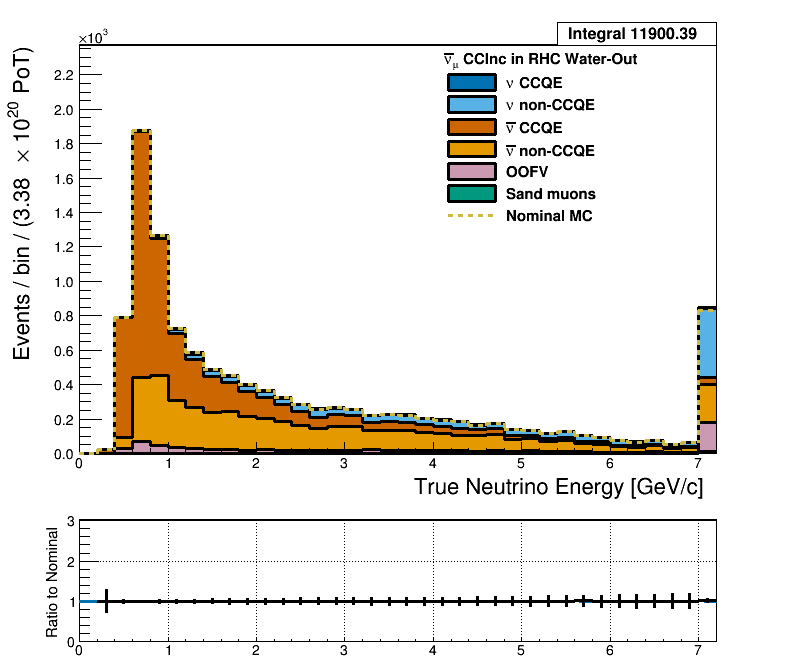 Integral 11900.39
×10³
ν̅_μ CCInc in RHC Water-Out
ν CCQE
ν non-CCQE
ν̅ CCQE
ν̅ non-CCQE
OOFV
Sand muons
Nominal MC
Events / bin / (3.38 × 10²⁰ PoT)
2.2
2.0
1.8
1.6
1.4
1.2
1.0
0.8
0.6
0.4
0.2
0.0
0 1 2 3 4 5 6 7
True Neutrino Energy [GeV/c]
Ratio to Nominal
3
2
1
0
0 1 2 3 4 5 6 7